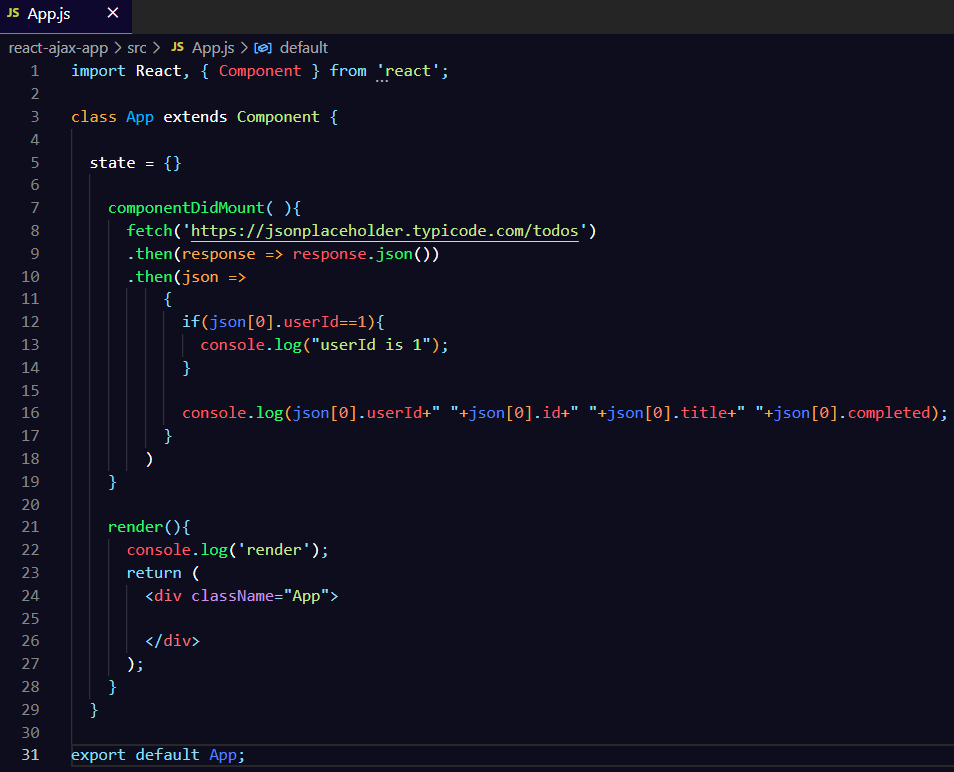 JS App.js ×
react-ajax-app > src > JS App.js > default
1 import React, { Component } from 'react';
2
3 class App extends Component {
4
5 state = {}
6
7 componentDidMount( ){
8 fetch('https://jsonplaceholder.typicode.com/todos')
9 .then(response => response.json())
10 .then(json =>
11 {
12 if(json[0].userId==1){
13 console.log("userId is 1");
14 }
15
16 console.log(json[0].userId+" "+json[0].id+" "+json[0].title+" "+json[0].completed);
17 }
18 )
19 }
20
21 render(){
22 console.log('render');
23 return (
24 <div className="App">
25
26 </div>
27 );
28 }
29 }
30
31 export default App;